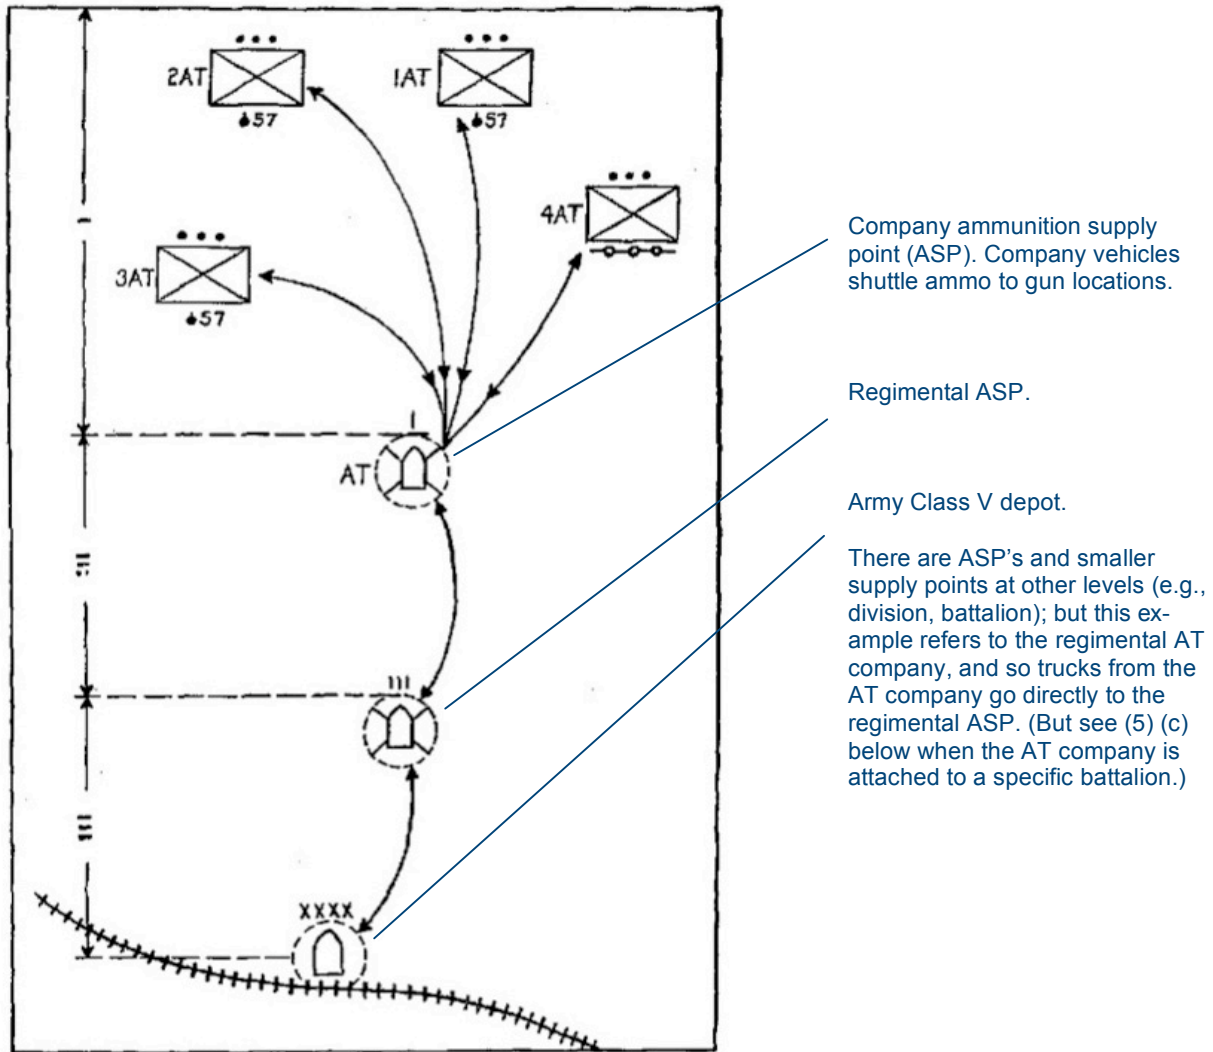 2AT
57
1AT
57
4AT
3AT
57
I
I
AT
III
III
III
XXXX
Company ammunition supply
point (ASP). Company vehicles
shuttle ammo to gun locations.
Regimental ASP.
Army Class V depot.
There are ASP's and smaller
supply points at other levels (e.g.,
division, battalion); but this ex-
ample refers to the regimental AT
company, and so trucks from the
AT company go directly to the
regimental ASP. (But see (5) (c)
below when the AT company is
attached to a specific battalion.)